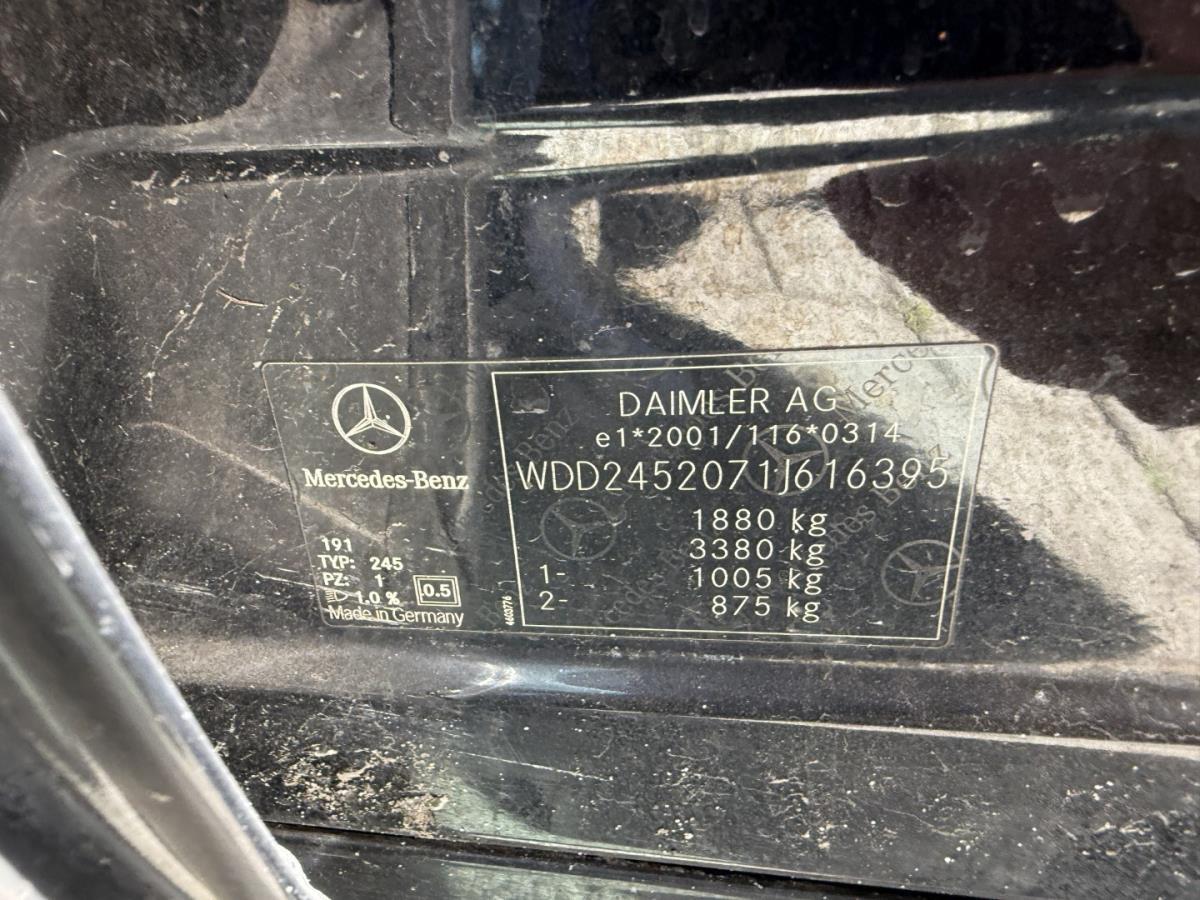 Mercedes-Benz
191
TYP: 245
PZ: 1
1.0 %
0.5
Made in Germany
4603776
DAIMLER AG
e1*2001/116*0314
WDD2452071J616395
1880 kg
3380 kg
1- 1005 kg
2- 875 kg